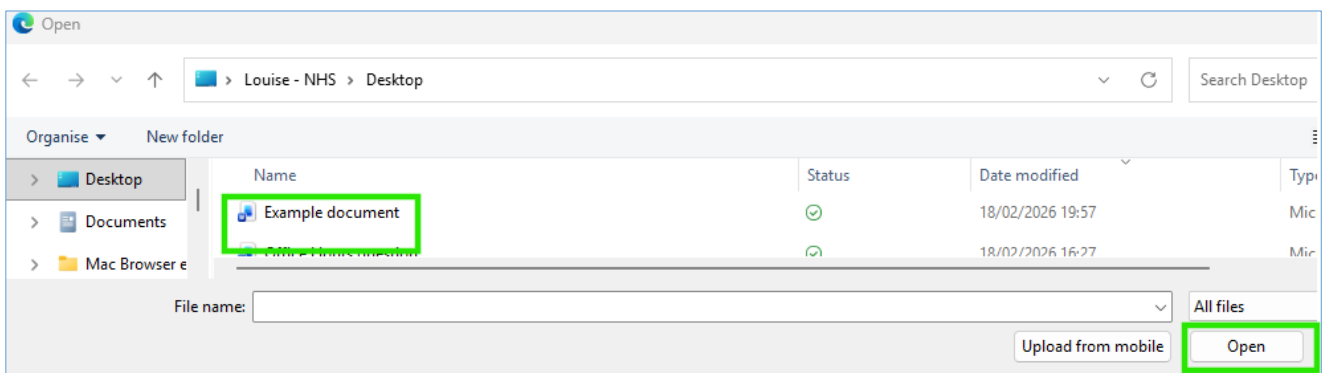 Open
Louise - NHS > Desktop
Search Desktop
Organise
New folder
Name
Status
Date modified
Desktop
Example document
18/02/2026 19:57
Mic
Documents
18/02/2026 16:27
Mac Browser e
File name:
All files
Upload from mobile
Open